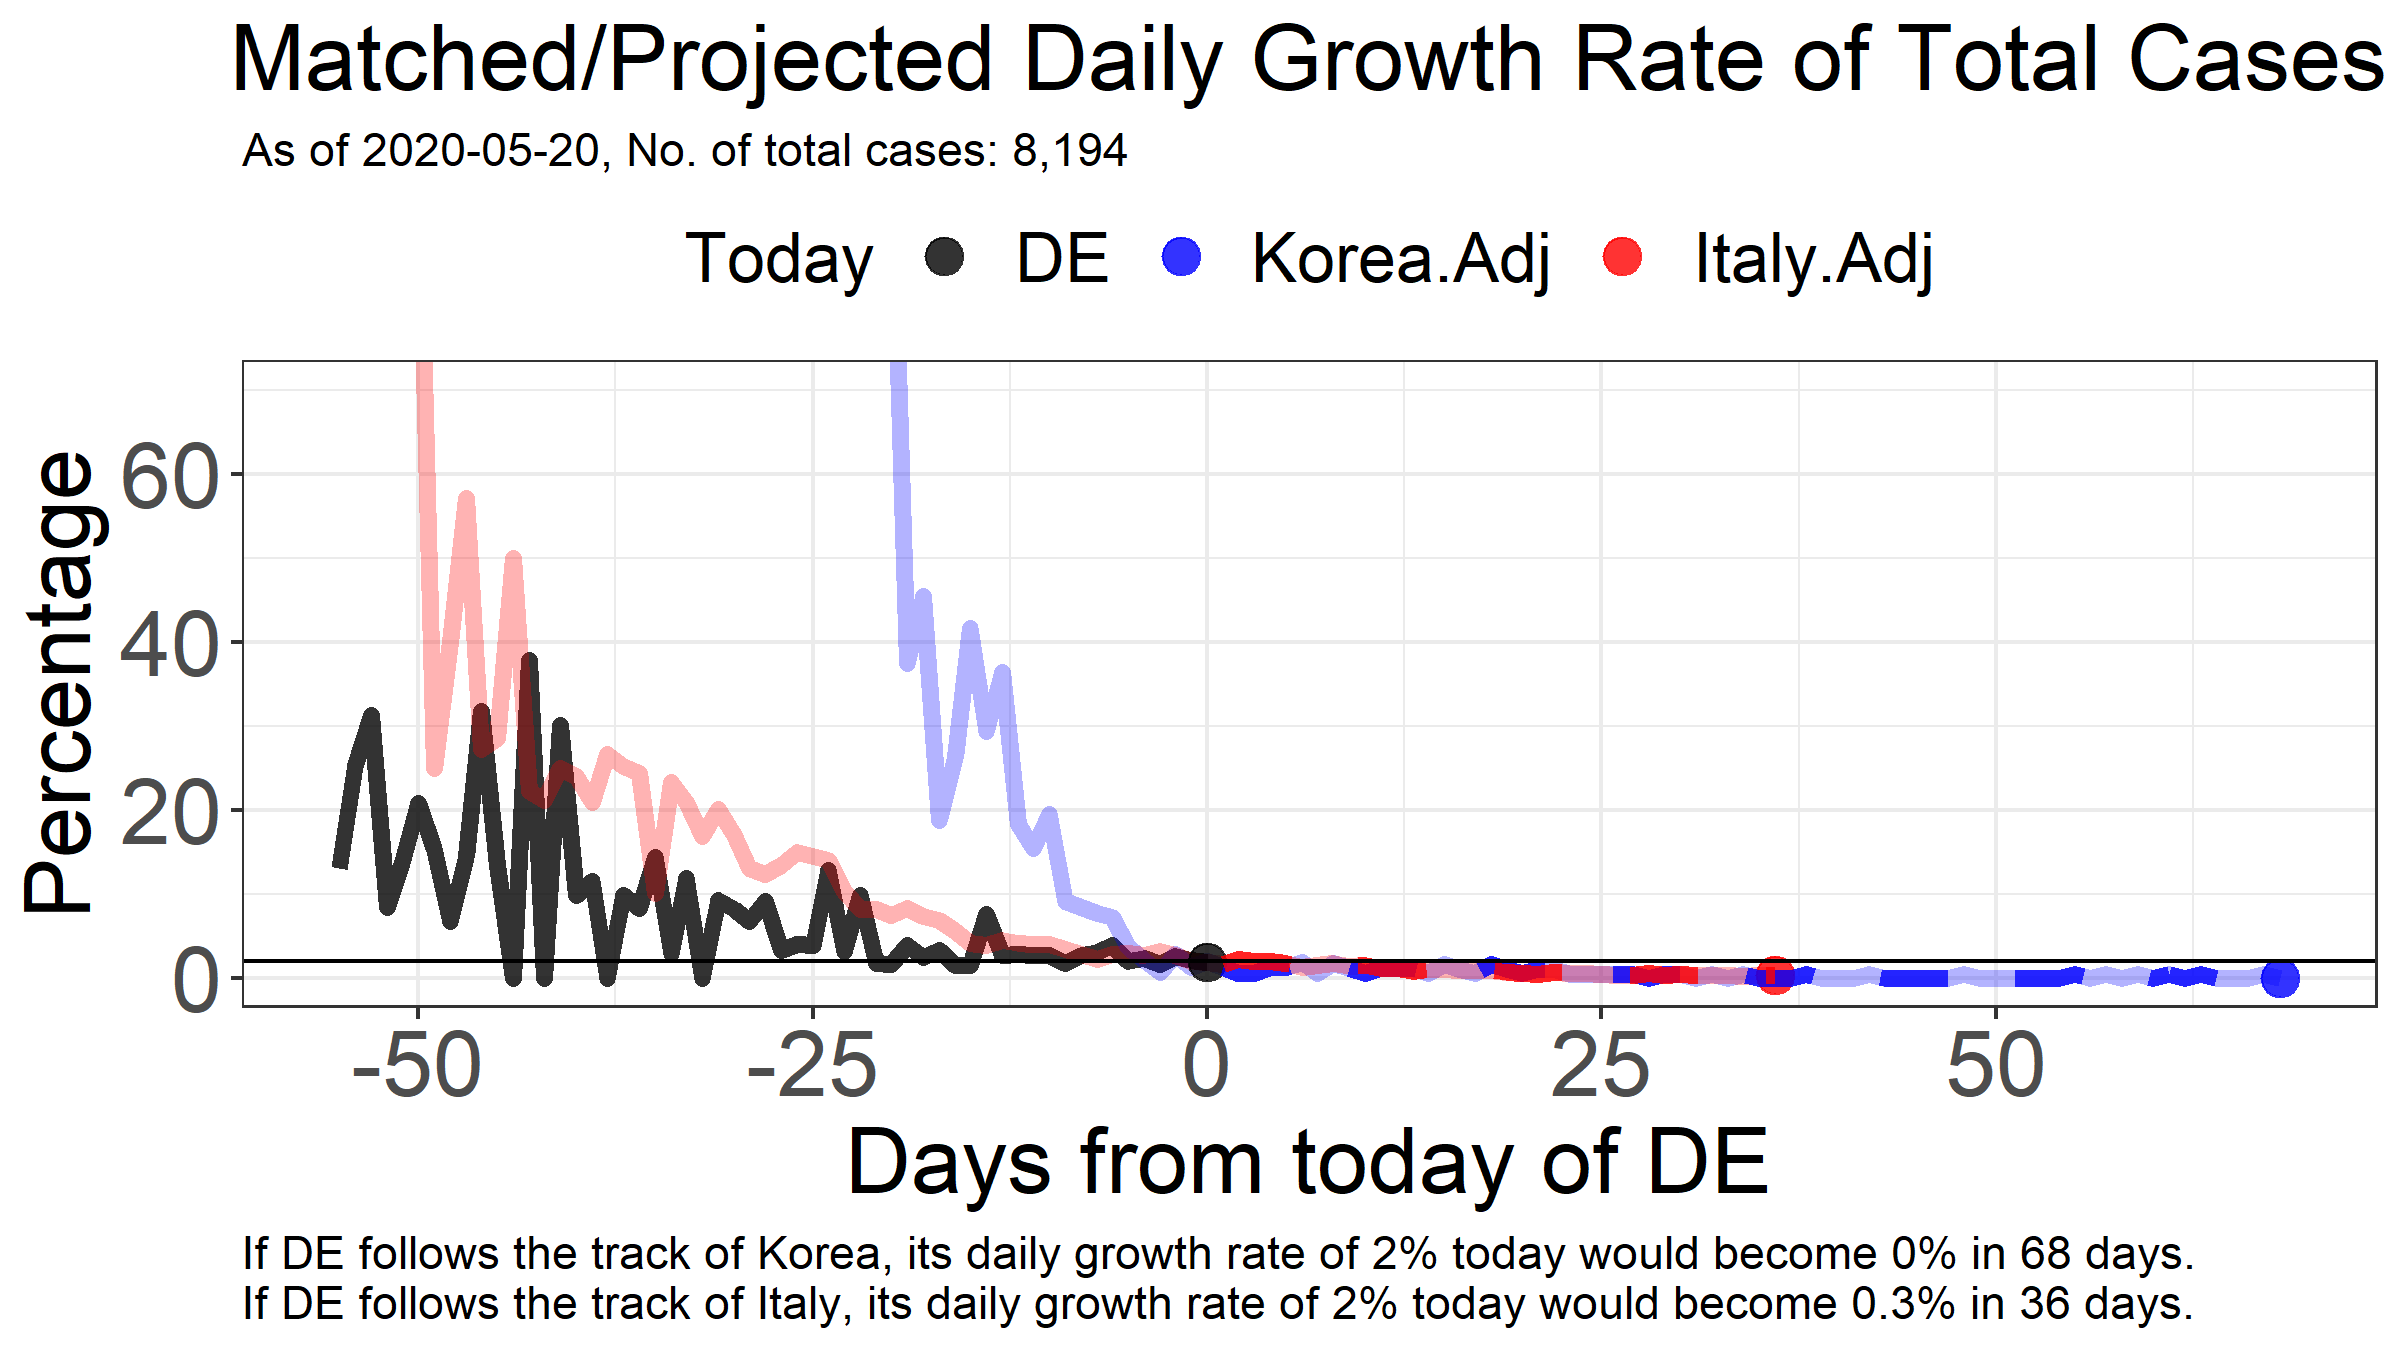 Matched/Projected Daily Growth Rate of Total Cases
As of 2020-05-20, No. of total cases: 8,194
Today DE Korea.Adj Italy.Adj
Percentage
60
40
20
0
-50 -25 0 25 50
Days from today of DE
If DE follows the track of Korea, its daily growth rate of 2% today would become 0% in 68 days.
If DE follows the track of Italy, its daily growth rate of 2% today would become 0.3% in 36 days.